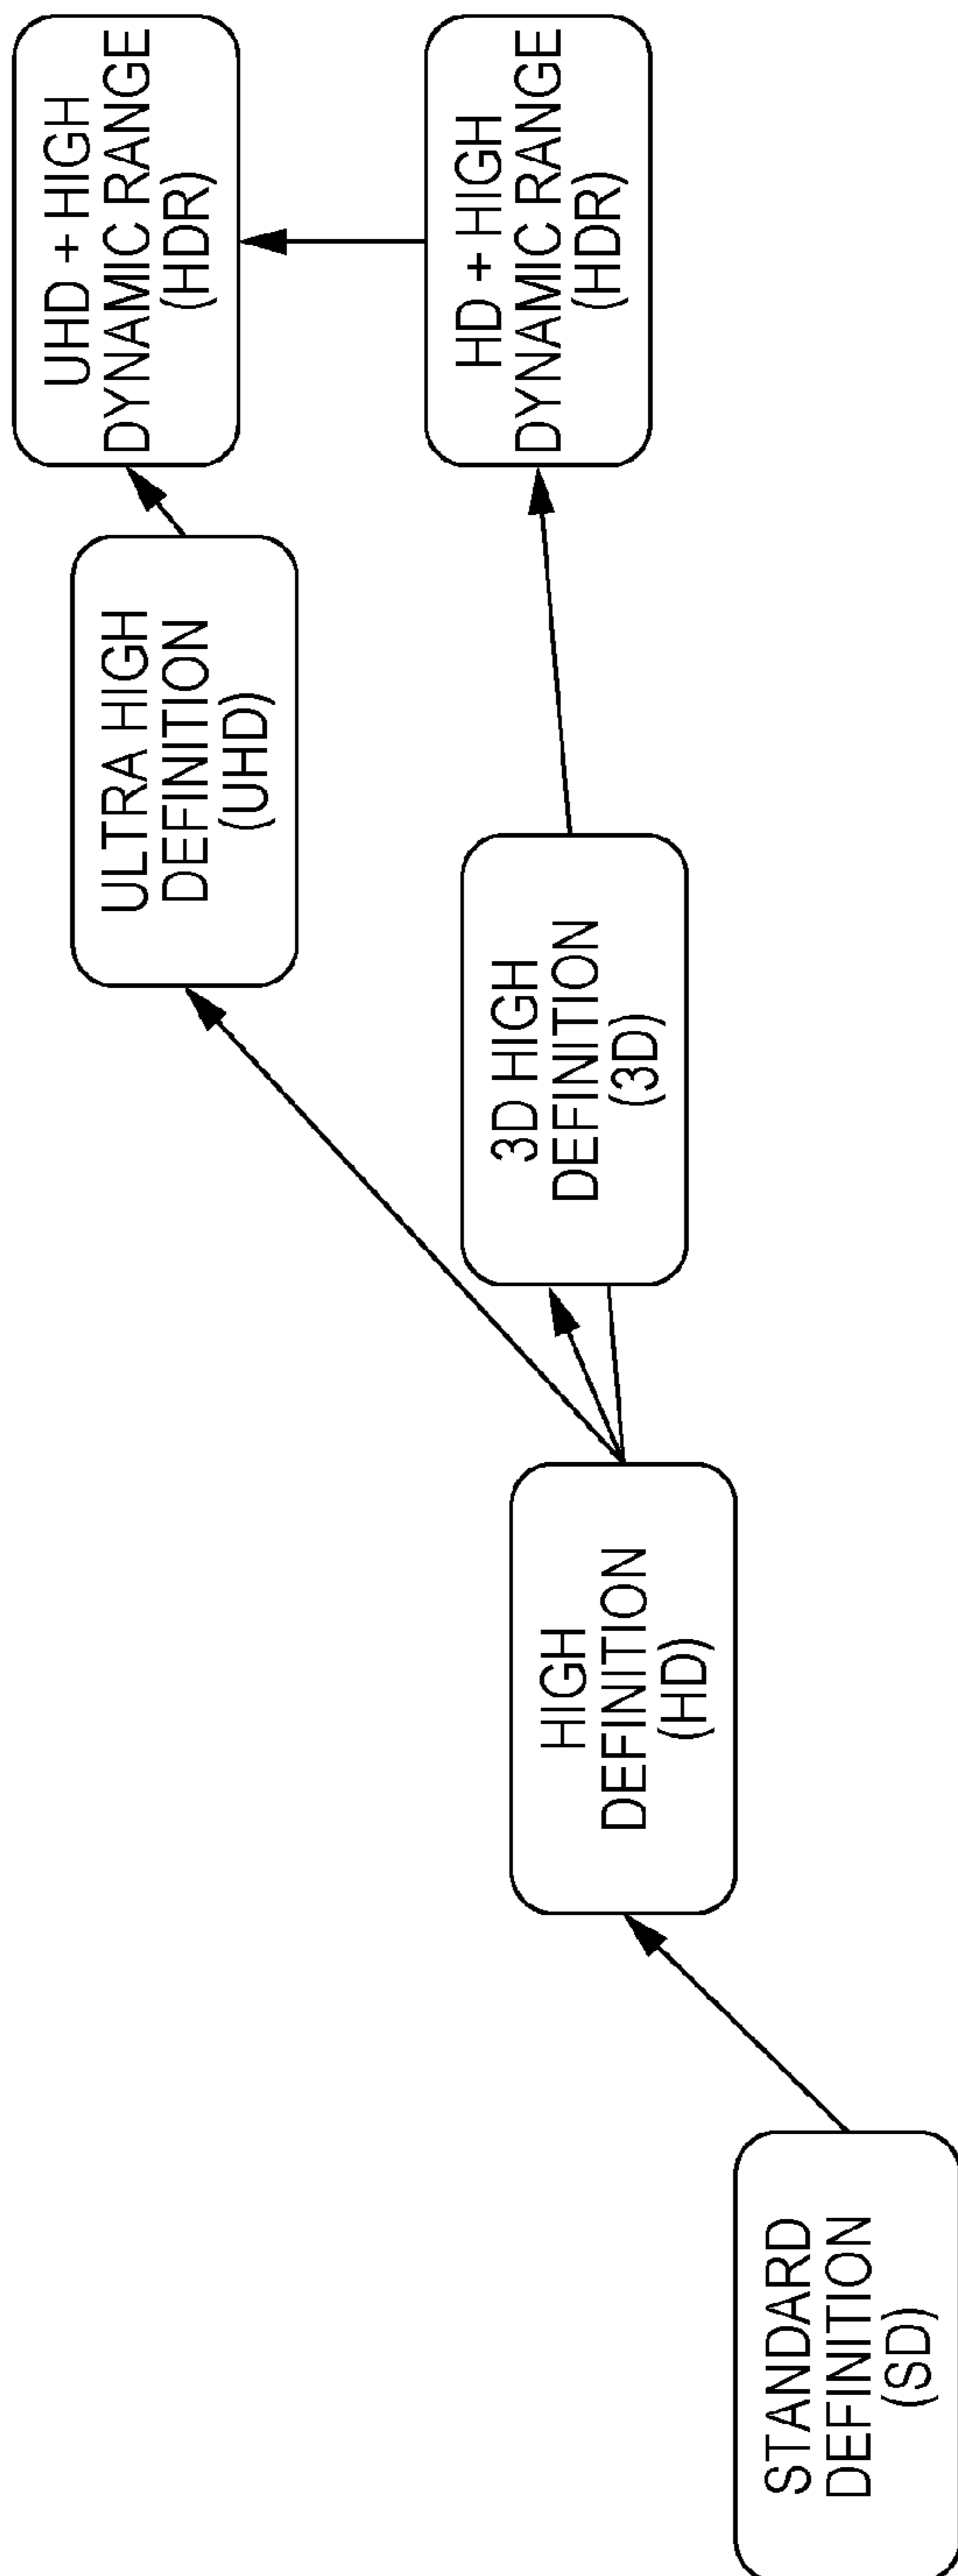 STANDARD
DEFINITION
(SD)
HIGH
DEFINITION
(HD)
3D HIGH
DEFINITION
(3D)
ULTRA HIGH
DEFINITION
(UHD)
UHD + HIGH
DYNAMIC RANGE
(HDR)
HD + HIGH
DYNAMIC RANGE
(HDR)